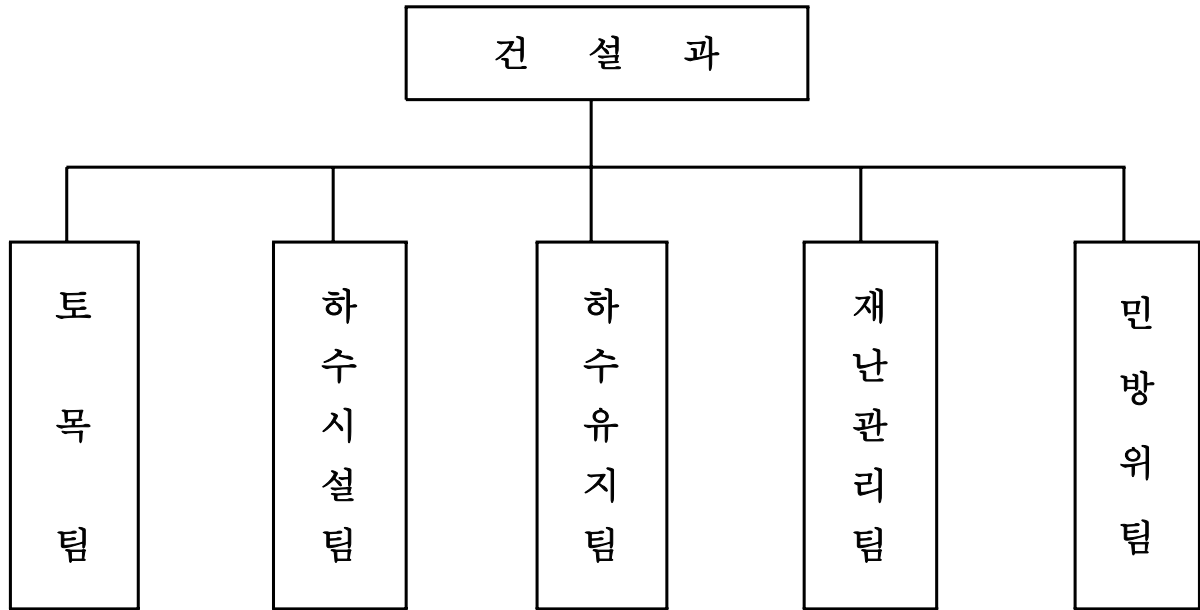 건 설 과
토목팀
하수시설팀
하수유지팀
재난관리팀
민방위팀